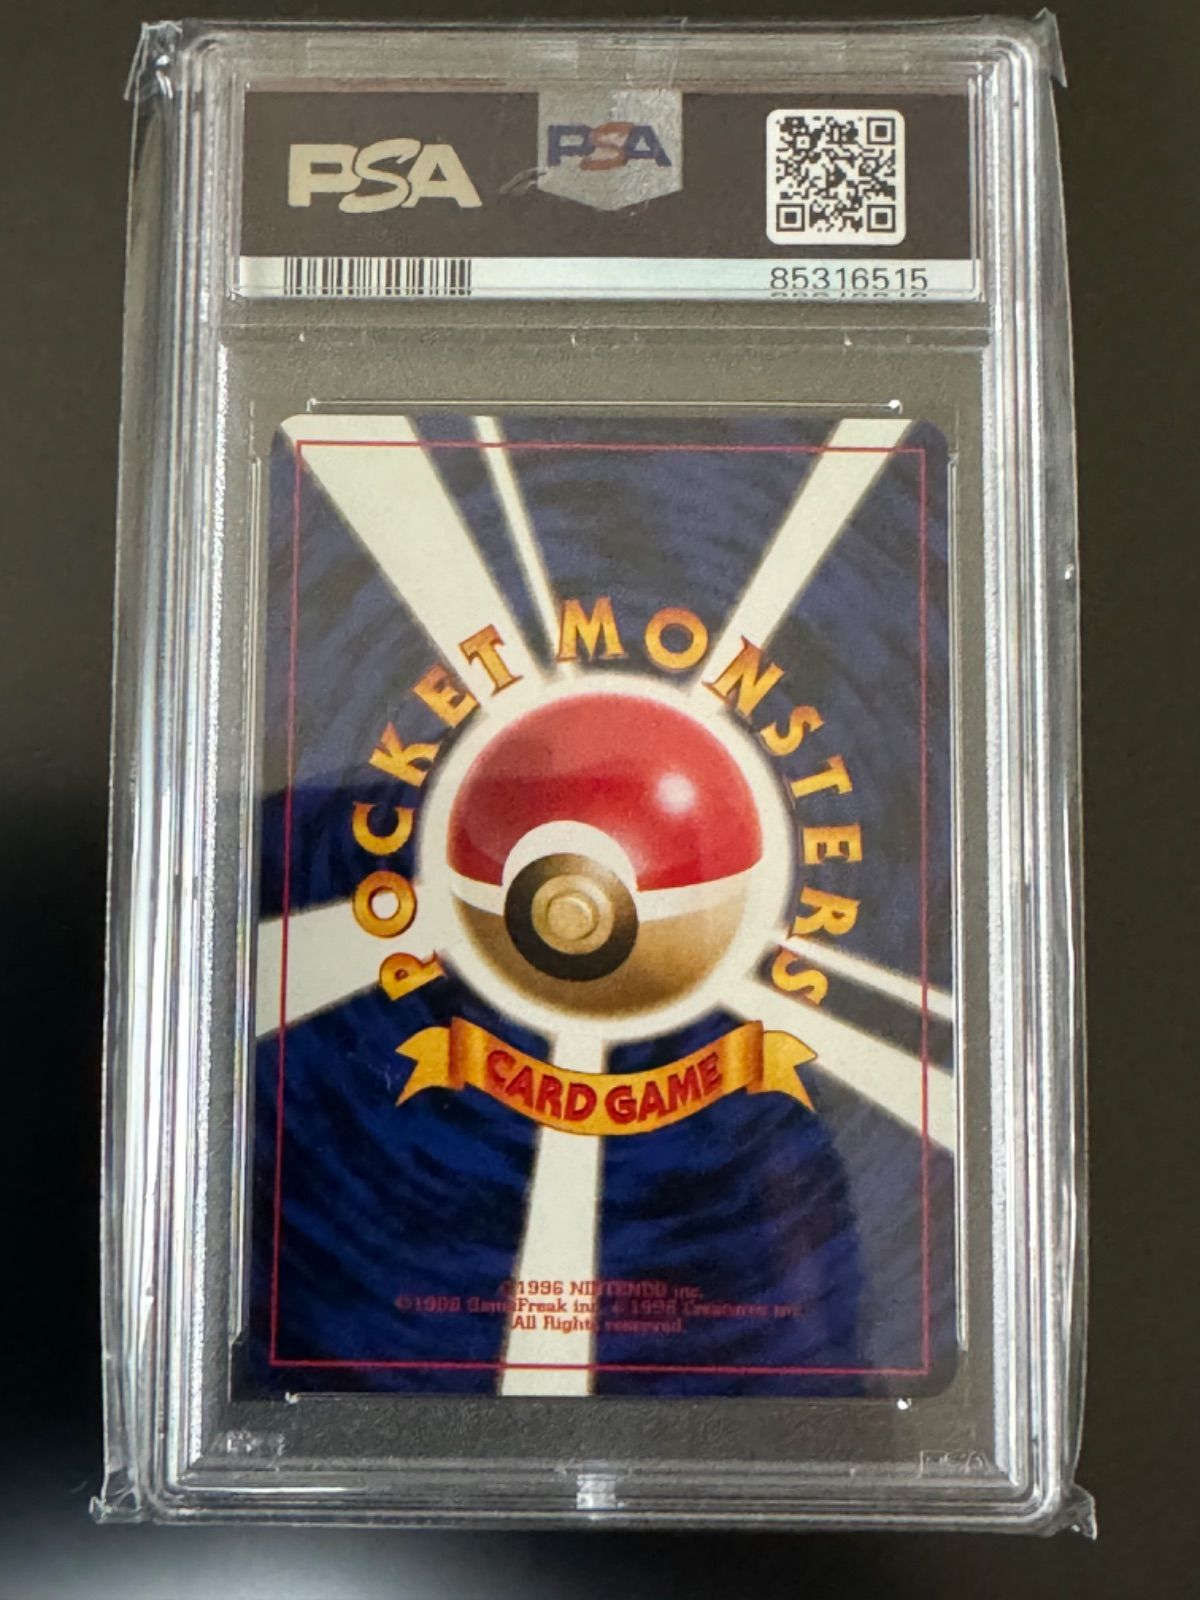 PSA
PSA
85316515
POCKET MONSTERS
CARD GAME
©1996 NINTENDO inc.
©1996 GameFreak inc. © 1996 Creatures inc.
All Rights reserved.